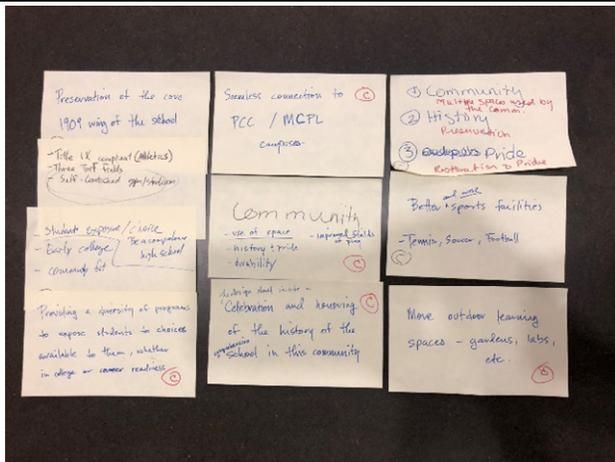 Preservation of the core
1909 wing of the school
- Title IX compliant (Athletics)
- Three Turf Fields
- Self-Contained gym/stadium
Student exposure/choice
- Early college
- community fit
Be a comprehensive
high school
Providing a diversity of programs
to expose students to choices
available to them, whether
in college or career readiness
C
Seamless connection to
PCC / MCPL
campuses.
C
Community
- use of space
- history & pride
- durability
- improved fields
C
Celebration and honoring
of the history of the
school in this community
C
① Community
Multiple spaces used by
the Comm.
② History
Preservation
③ Pride
Restoration & Pride
Better and more sports facilities
- Tennis, Soccer, Football
C
More outdoor learning
spaces - gardens, labs,
etc.